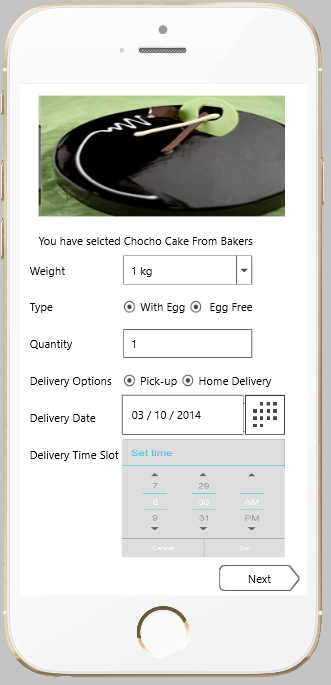 You have selcted Chocho Cake From Bakers
Weight 1 kg
Type With Egg Egg Free
Quantity 1
Delivery Options Pick-up Home Delivery
Delivery Date 03 / 10 / 2014
Delivery Time Slot Set time
7 29
8 : 30 AM
9 31 PM
Cancel Set
Next